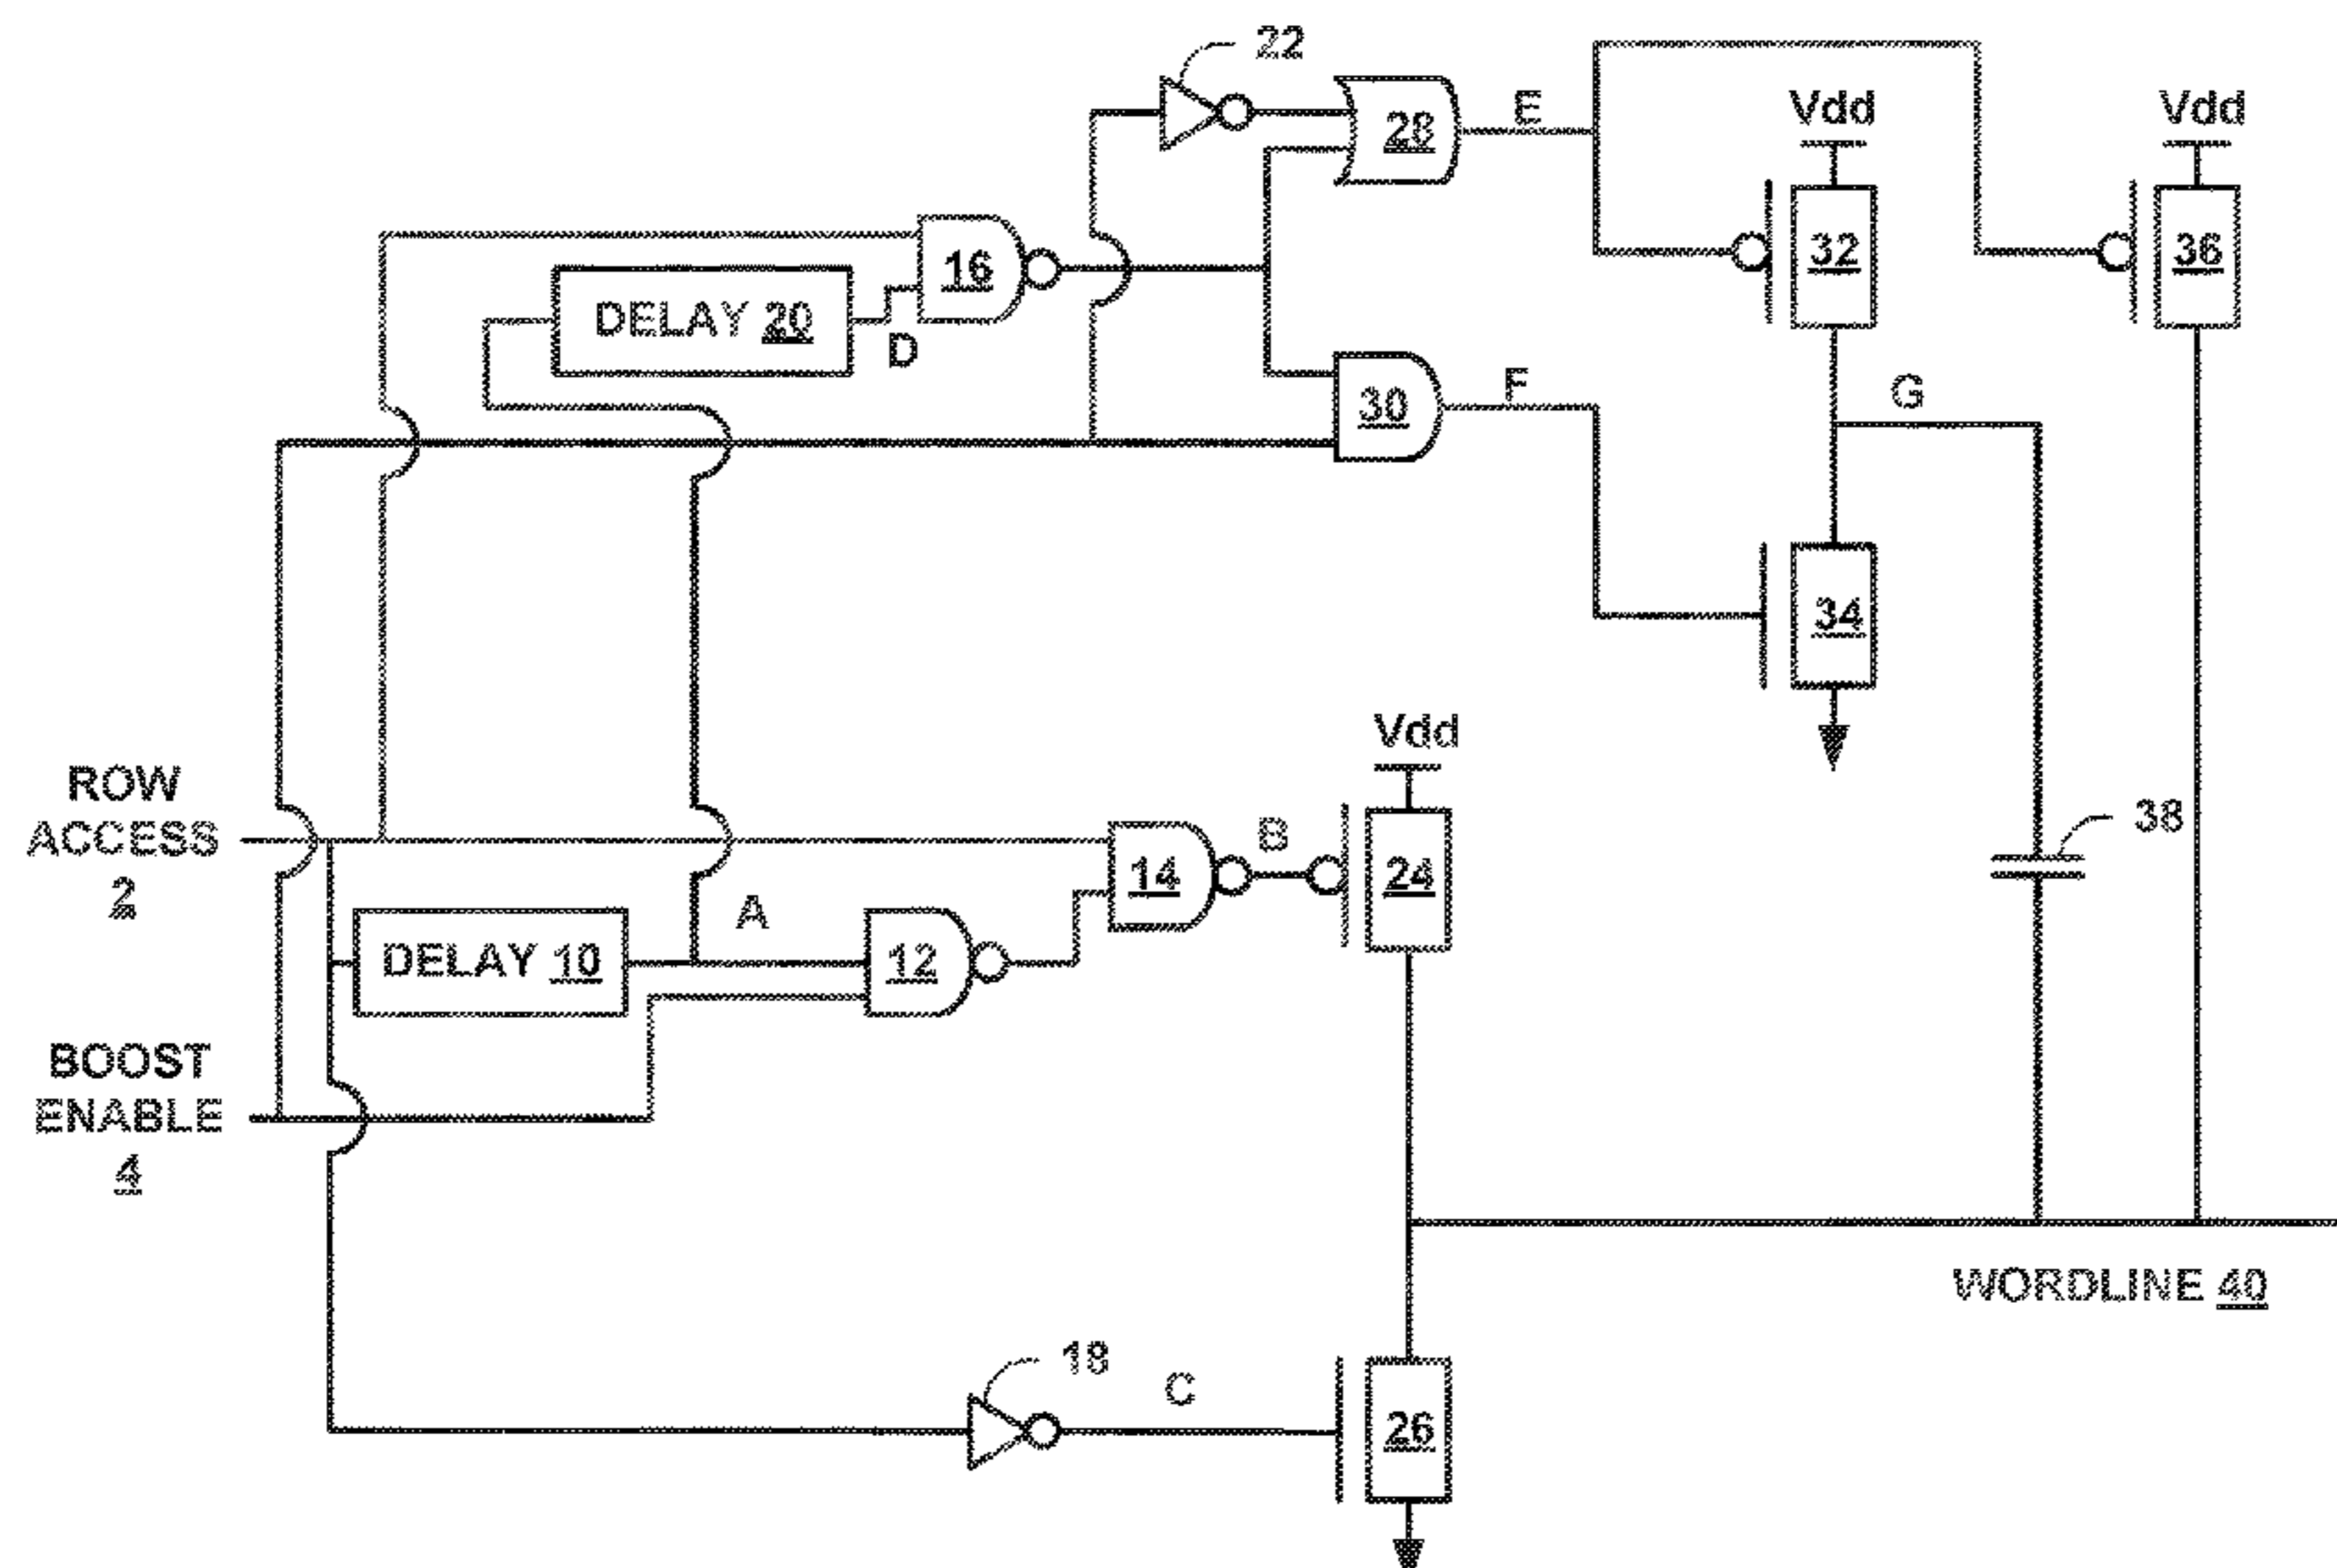 22
28
E
Vdd
Vdd
16
32
36
DELAY 20
D
30
F
G
34
ROW
ACCESS
2
Vdd
14
B
24
38
A
DELAY 10
12
BOOST
ENABLE
4
WORDLINE 40
18
C
26